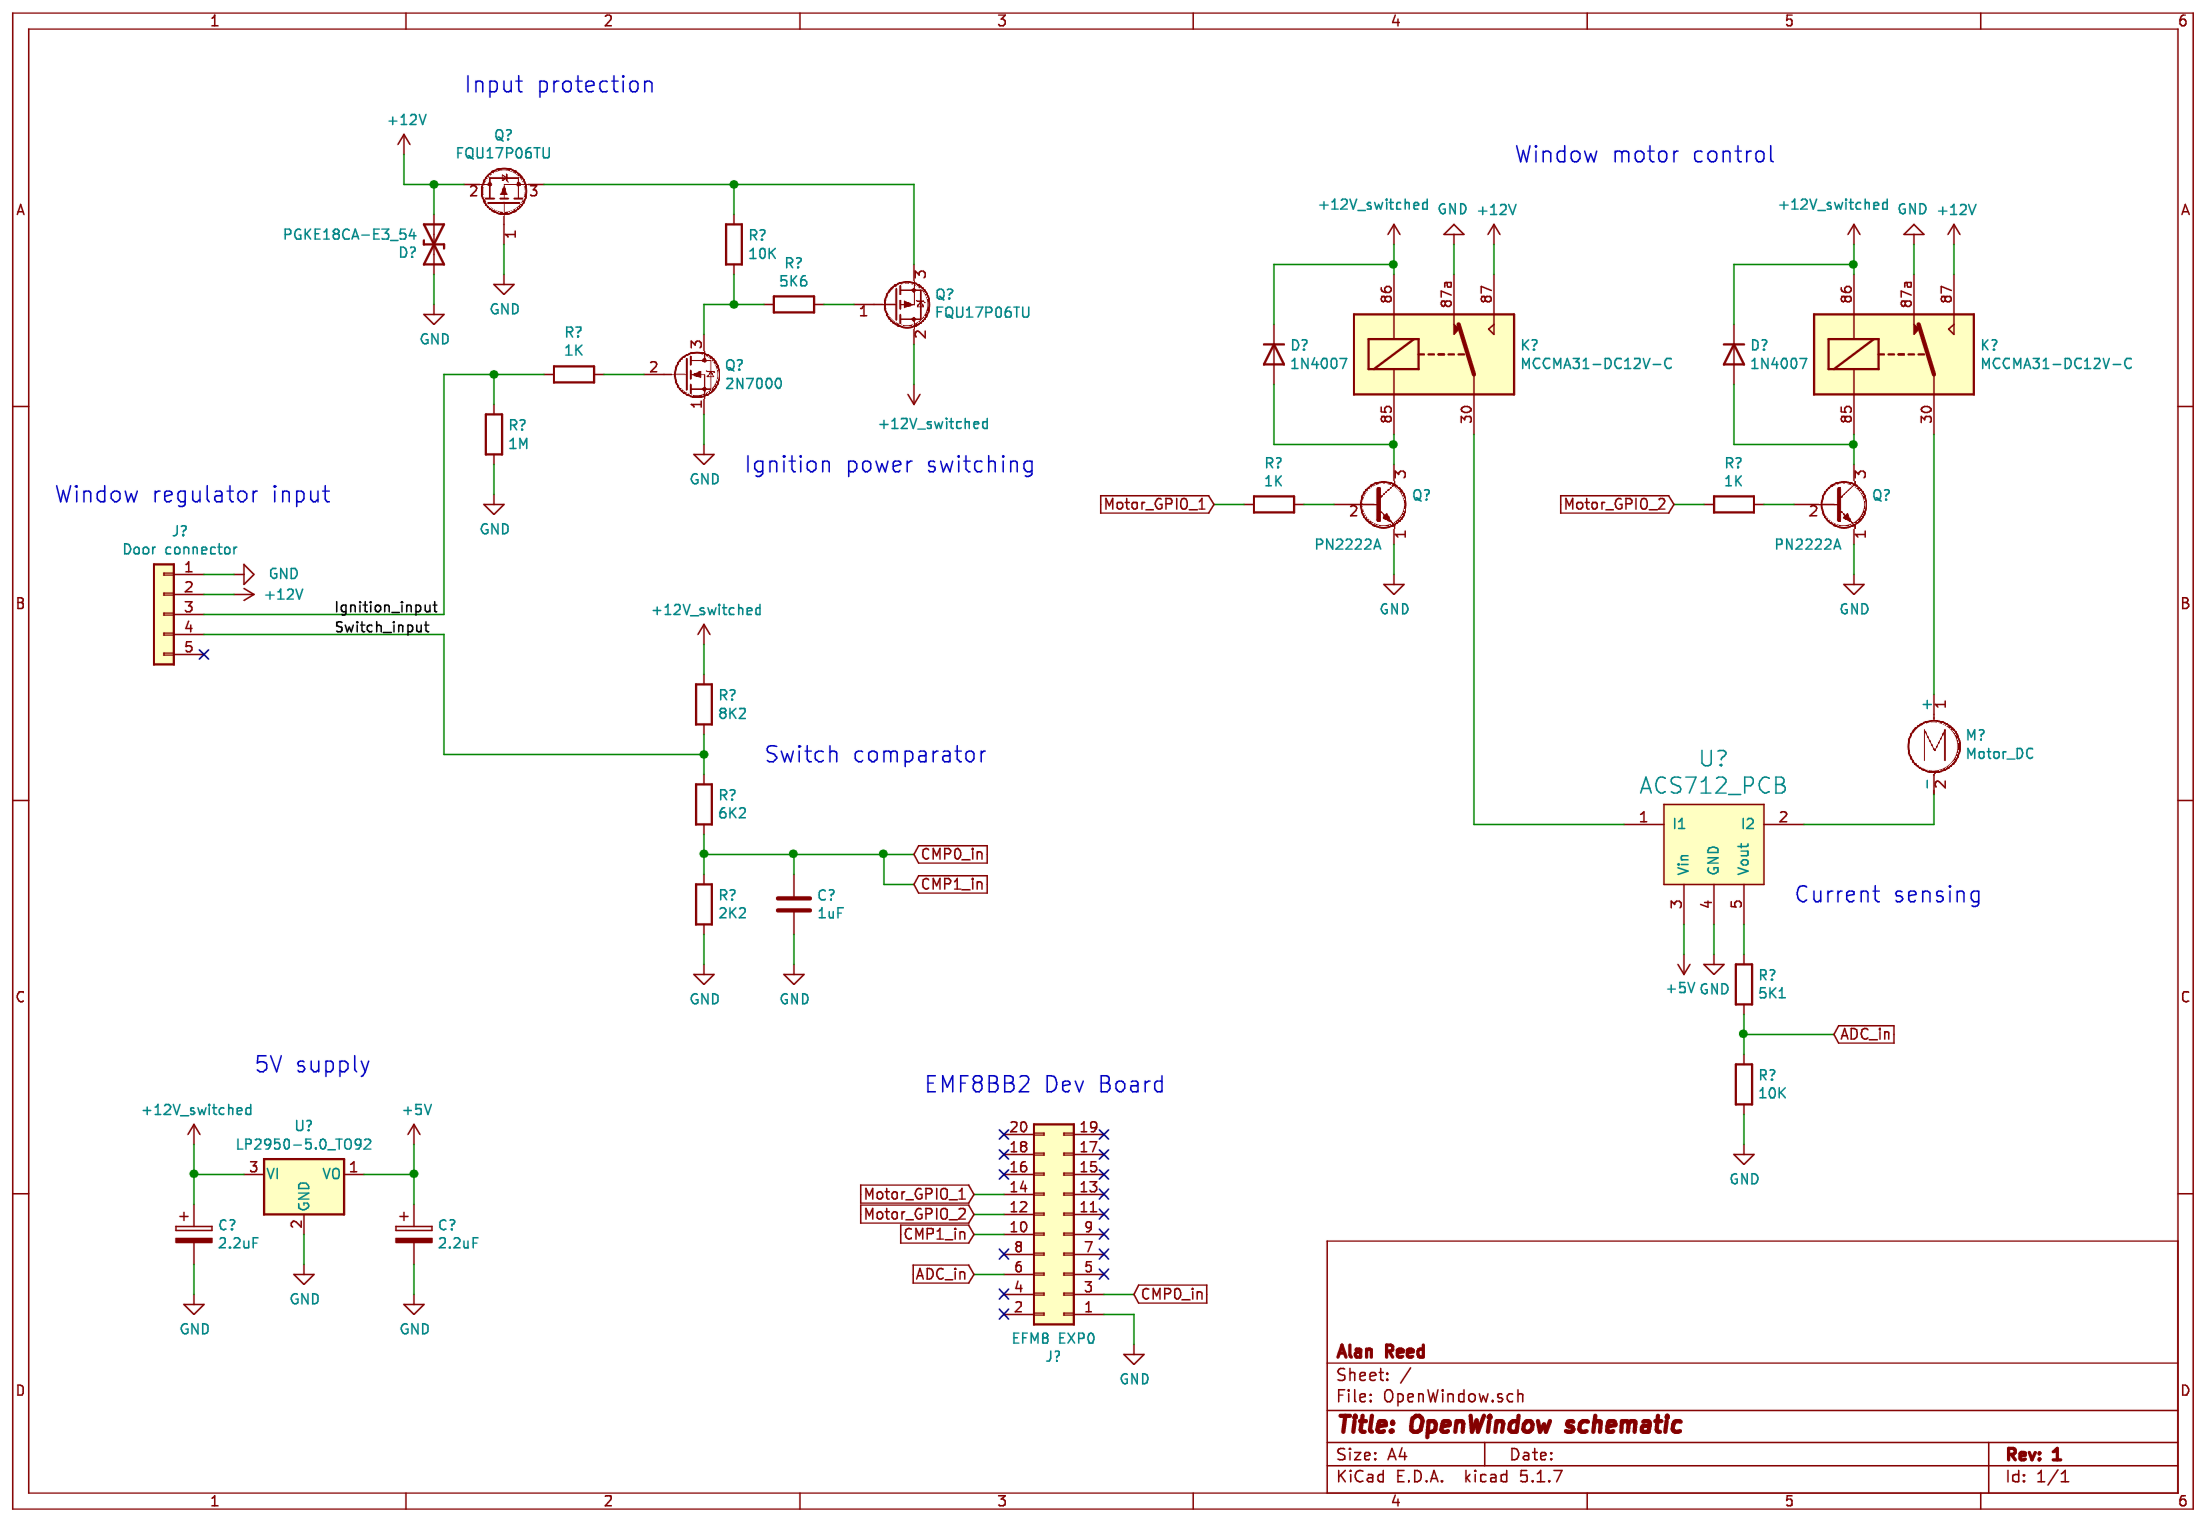 1 2 3 4 5 6
A
B
C
D
Input protection
+12V
Q?
FQU17P06TU
2
3
1
PGKE18CA-E3_54
D?
GND
GND
R?
10K
R?
5K6
3
Q?
FQU17P06TU
1
2
+12V_switched
R?
1K
2
3
Q?
2N7000
1
GND
R?
1M
GND
Ignition power switching
Window regulator input
J?
Door connector
1
GND
2
+12V
3
Ignition_input
4
Switch_input
5
+12V_switched
R?
8K2
Switch comparator
R?
6K2
CMP0_in
CMP1_in
R?
2K2
C?
1uF
GND
GND
Window motor control
+12V_switched
GND
+12V
86
87a
87
D?
1N4007
K?
MCCMA31-DC12V-C
85
30
R?
1K
Motor_GPIO_1
2
3
Q?
1
PN2222A
GND
+12V_switched
GND
+12V
86
87a
87
D?
1N4007
K?
MCCMA31-DC12V-C
85
30
R?
1K
Motor_GPIO_2
2
3
Q?
1
PN2222A
GND
+
1
M
M?
Motor_DC
-
2
U?
ACS712_PCB
1
I1
I2
2
Vin
GND
Vout
3
4
5
Current sensing
+5V
GND
R?
5K1
ADC_in
R?
10K
GND
5V supply
+12V_switched
+5V
U?
LP2950-5.0_TO92
3
VI
VO
1
GND
2
+
C?
2.2uF
+
C?
2.2uF
GND
GND
GND
EMF8BB2 Dev Board
20 19
18 17
16 15
Motor_GPIO_1 14 13
Motor_GPIO_2 12 11
CMP1_in 10 9
8 7
ADC_in 6 5
4 3 CMP0_in
2 1
EFM8 EXP0
J?
GND
Alan Reed
Sheet: /
File: OpenWindow.sch
Title: OpenWindow schematic
Size: A4 Date: Rev: 1
KiCad E.D.A. kicad 5.1.7 Id: 1/1
A
B
C
D
1 2 3 4 5 6